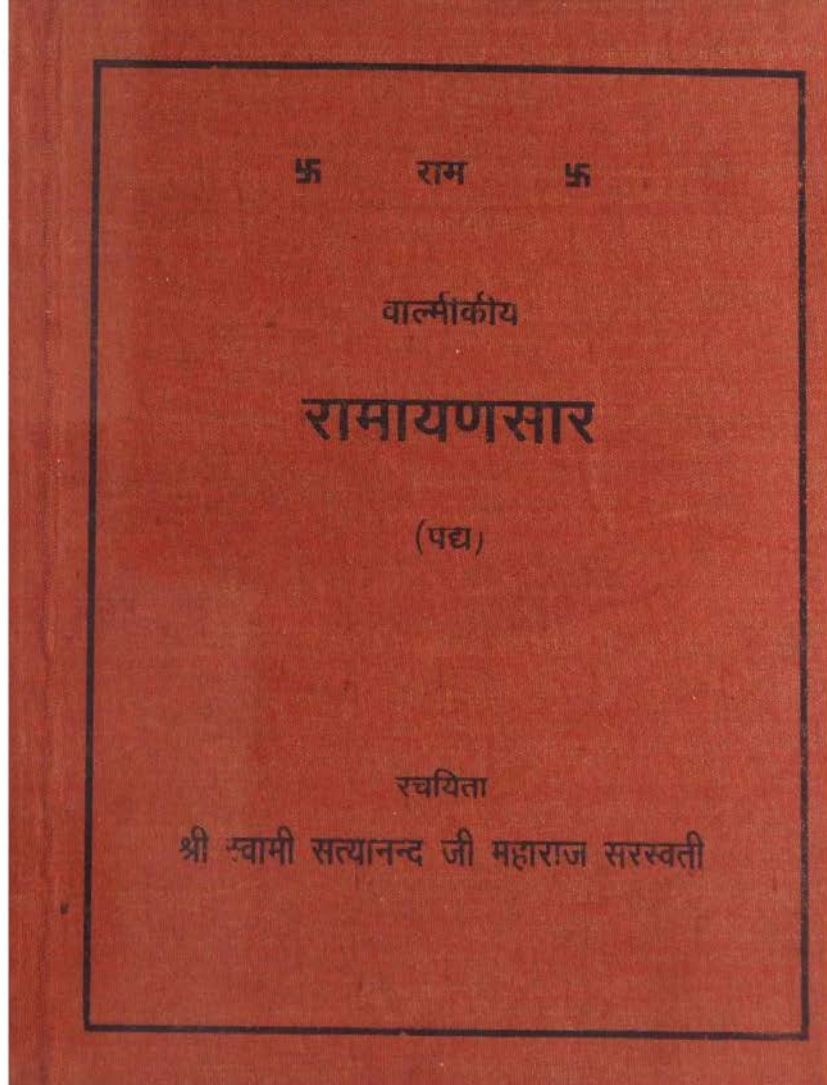 卐 राम 卐
वाल्मीकीय
रामायणसार
(पद्य)
रचयिता
श्री स्वामी सत्यानन्द जी महाराज सरस्वती